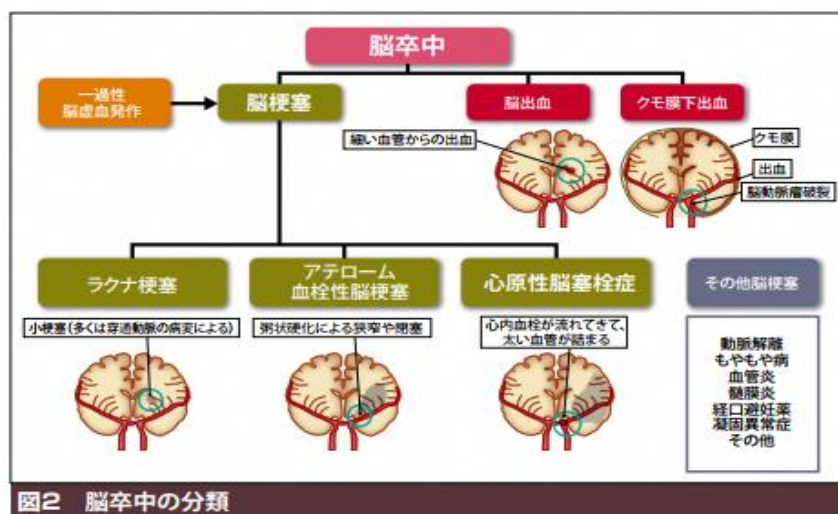 脳卒中
一過性
脳虚血発作
脳梗塞
脳出血
クモ膜下出血
細い血管からの出血
クモ膜
出血
脳動脈瘤破裂
ラクナ梗塞
アテローム
血栓性脳梗塞
心原性脳塞栓症
その他脳梗塞
小梗塞(多くは穿通動脈の病変による)
粥状硬化による狭窄や閉塞
心内血栓が流れてきて、
太い血管が詰まる
動脈解離
もやもや病
血管炎
髄膜炎
経口避妊薬
凝固異常症
その他
図2 脳卒中の分類